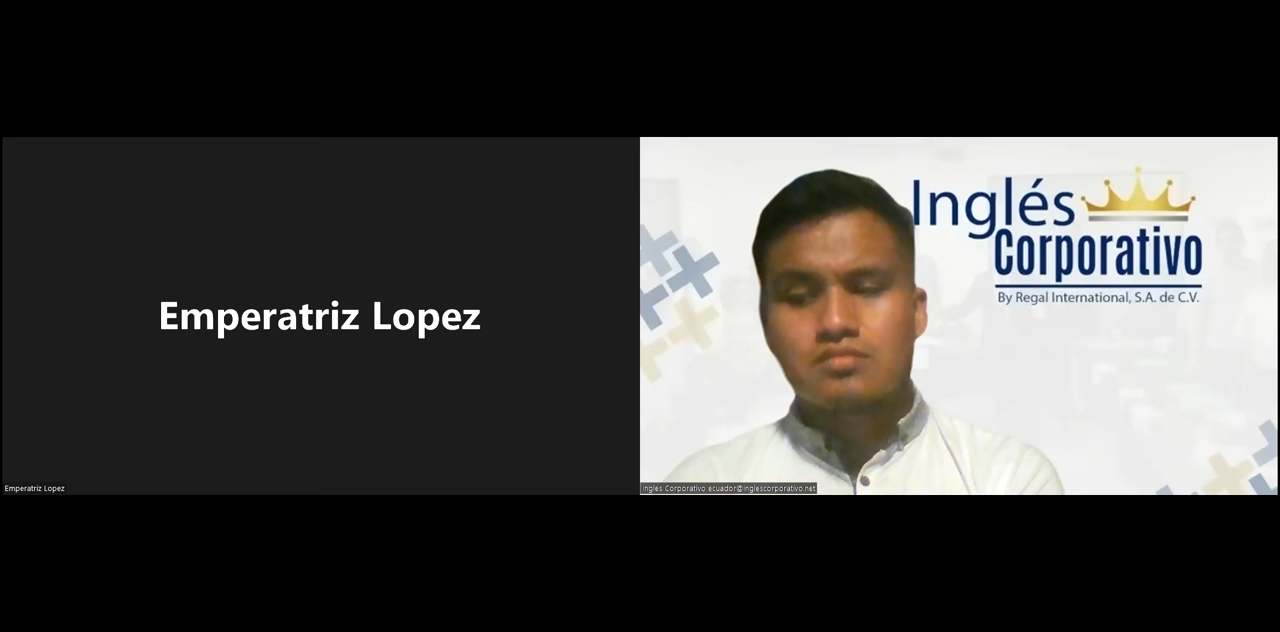 Emperatriz Lopez
Emperatriz Lopez
Inglés
Corporativo
By Regal International, S.A. de C.V.
Ingles Corporativo ecuador@inglescorporativo.net